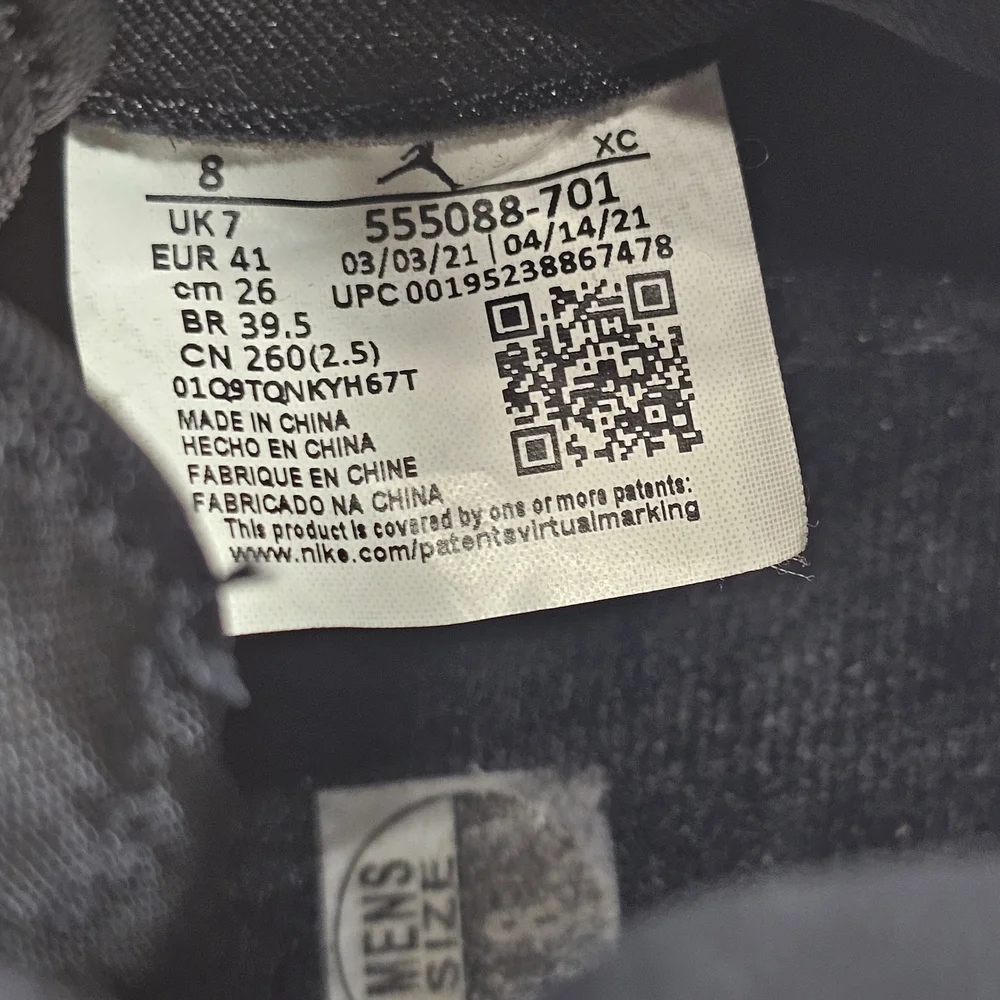 8 XC
UK 7 555088-701
EUR 41 03/03/21 | 04/14/21
cm 26 UPC 00195238867478
BR 39.5
CN 260(2.5)
01Q9TQNKYH67T
MADE IN CHINA
HECHO EN CHINA
FABRIQUE EN CHINE
FABRICADO NA CHINA
This product is covered by one or more patents:
www.nike.com/patentsvirtualmarking
MENS
SIZE
8